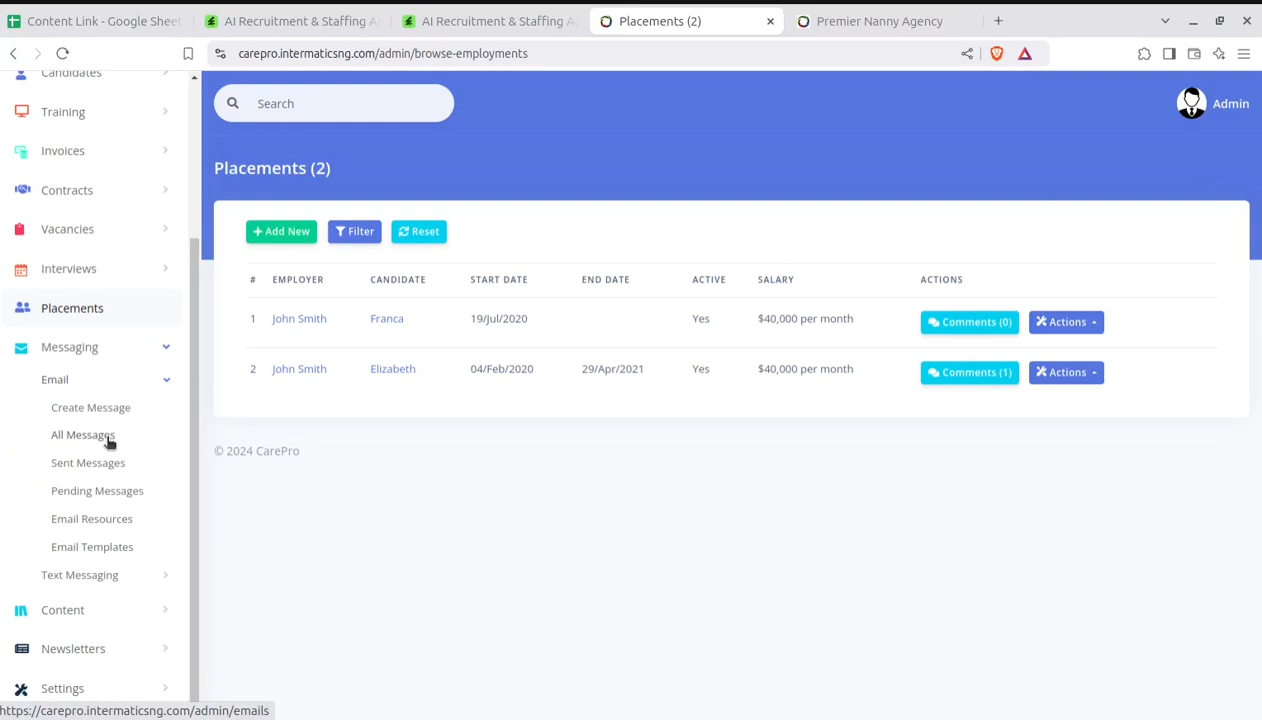 Content Link - Google Sheet
AI Recruitment & Staffing A
AI Recruitment & Staffing A
Placements (2)
Premier Nanny Agency
carepro.intermaticsng.com/admin/browse-employments
Candidates
Training
Invoices
Contracts
Vacancies
Interviews
Placements
Messaging
Email
Create Message
All Messages
Sent Messages
Pending Messages
Email Resources
Email Templates
Text Messaging
Content
Newsletters
Settings
https://carepro.intermaticsng.com/admin/emails
Search
Admin
Placements (2)
+ Add New Filter Reset
# EMPLOYER CANDIDATE START DATE END DATE ACTIVE SALARY ACTIONS
1 John Smith Franca 19/Jul/2020 Yes $40,000 per month Comments (0) Actions
2 John Smith Elizabeth 04/Feb/2020 29/Apr/2021 Yes $40,000 per month Comments (1) Actions
© 2024 CarePro